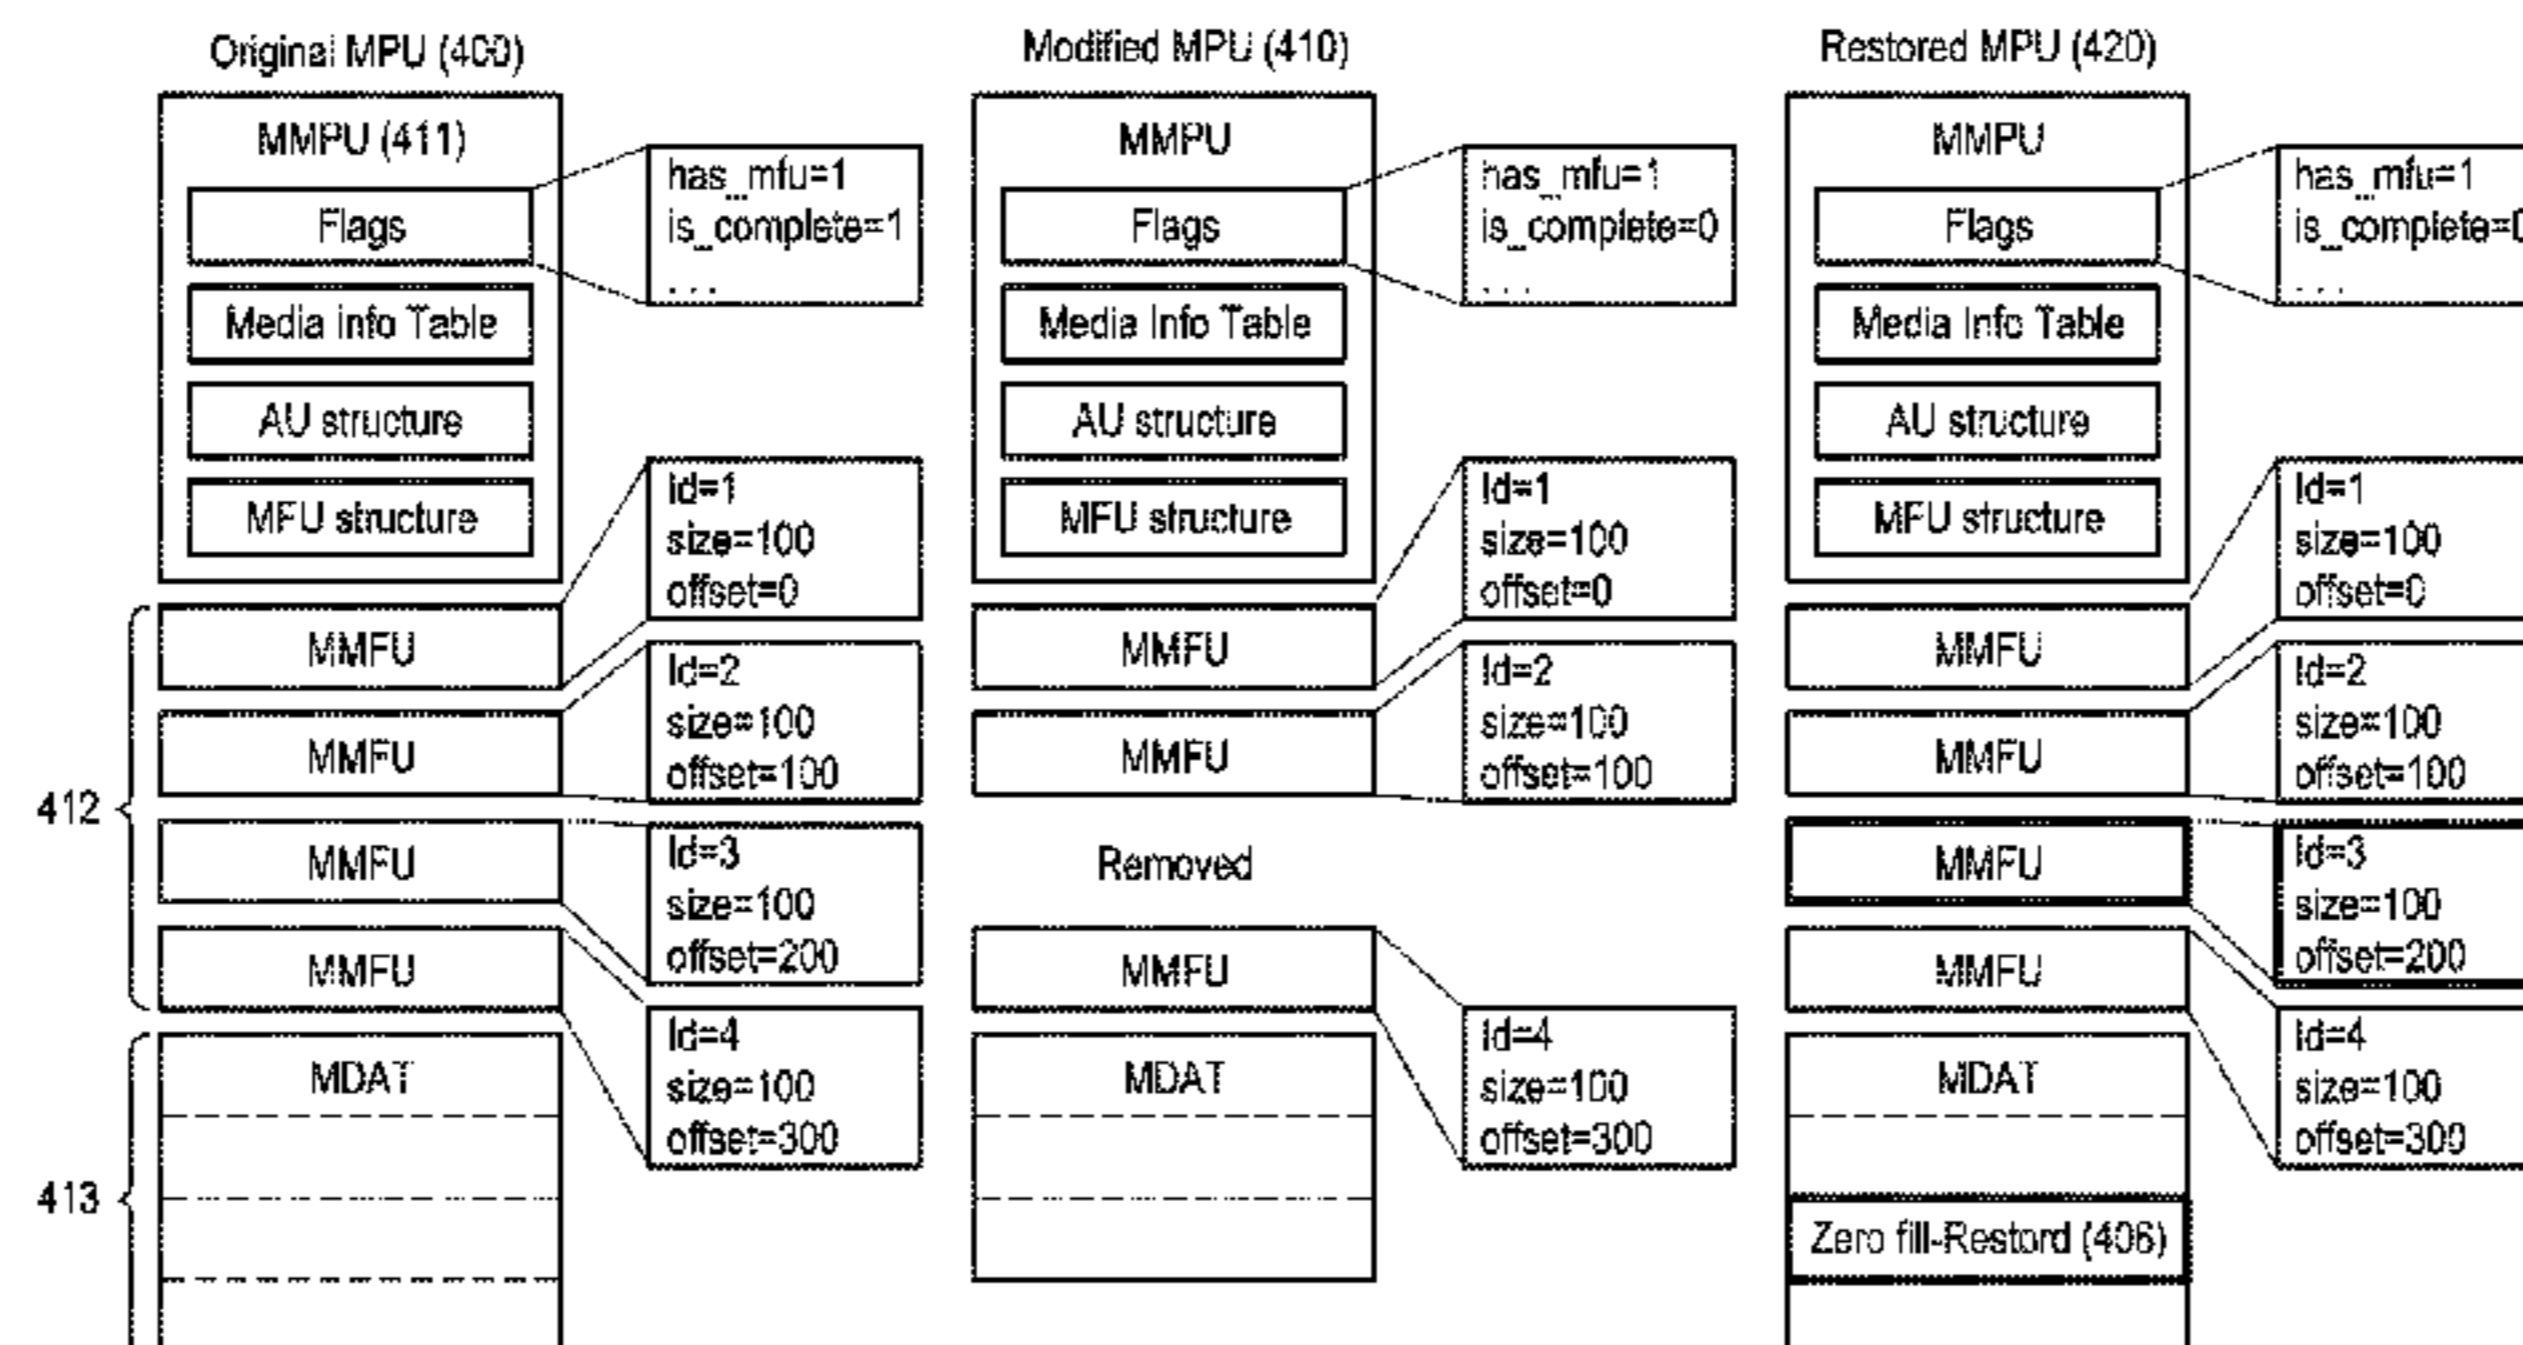 Original MPU (400)
MMPU (411)
Flags
Media info Table
AU structure
MFU structure
has_mfu=1
is_complete=1
...
412
MMFU
MMFU
MMFU
MMFU
Id=1
size=100
offset=0
Id=2
size=100
offset=100
Id=3
size=100
offset=200
Id=4
size=100
offset=300
413
MDAT
Modified MPU (410)
MMPU
Flags
Media Info Table
AU structure
MFU structure
has_mfu=1
is_complete=0
...
MMFU
MMFU
Removed
MMFU
Id=1
size=100
offset=0
Id=2
size=100
offset=100
Id=4
size=100
offset=300
MDAT
Restored MPU (420)
MMPU
Flags
Media Info Table
AU structure
MFU structure
has_mfu=1
is_complete=0
...
MMFU
MMFU
MMFU
MMFU
Id=1
size=100
offset=0
Id=2
size=100
offset=100
Id=3
size=100
offset=200
Id=4
size=100
offset=300
MDAT
Zero fill-Restord (406)